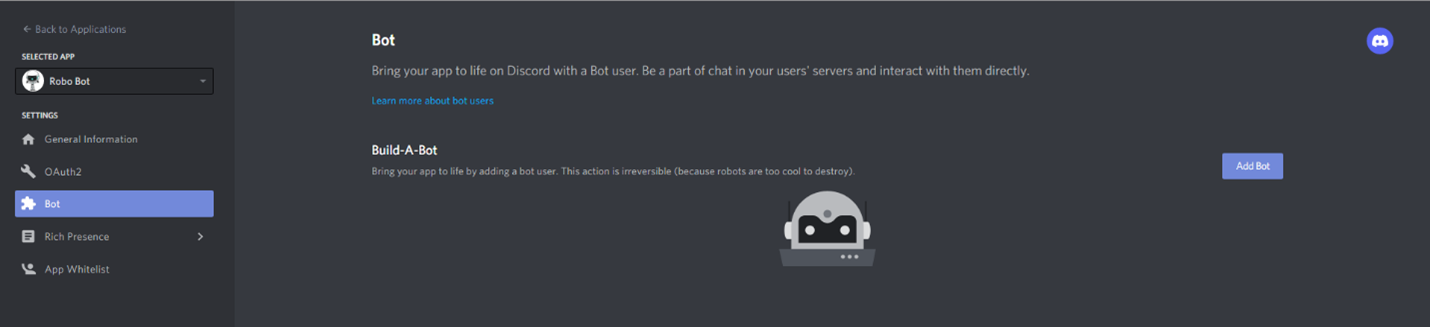 Back to Applications
SELECTED APP
Robo Bot
SETTINGS
General Information
OAuth2
Bot
Rich Presence
App Whitelist
Bot
Bring your app to life on Discord with a Bot user. Be a part of chat in your users' servers and interact with them directly.
Learn more about bot users
Build-A-Bot
Bring your app to life by adding a bot user. This action is irreversible (because robots are too cool to destroy).
Add Bot